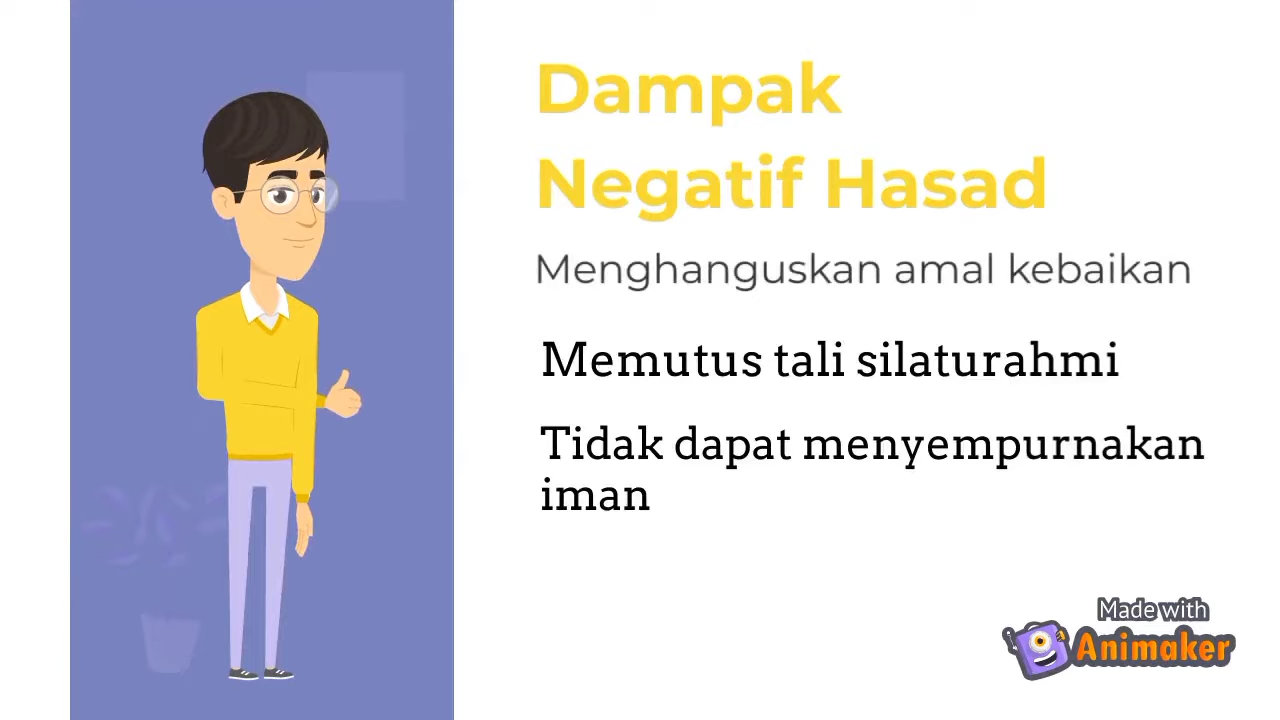 Dampak
Negatif Hasad
Menghanguskan amal kebaikan
Memutus tali silaturahmi
Tidak dapat menyempurnakan
iman
Made with
Animaker